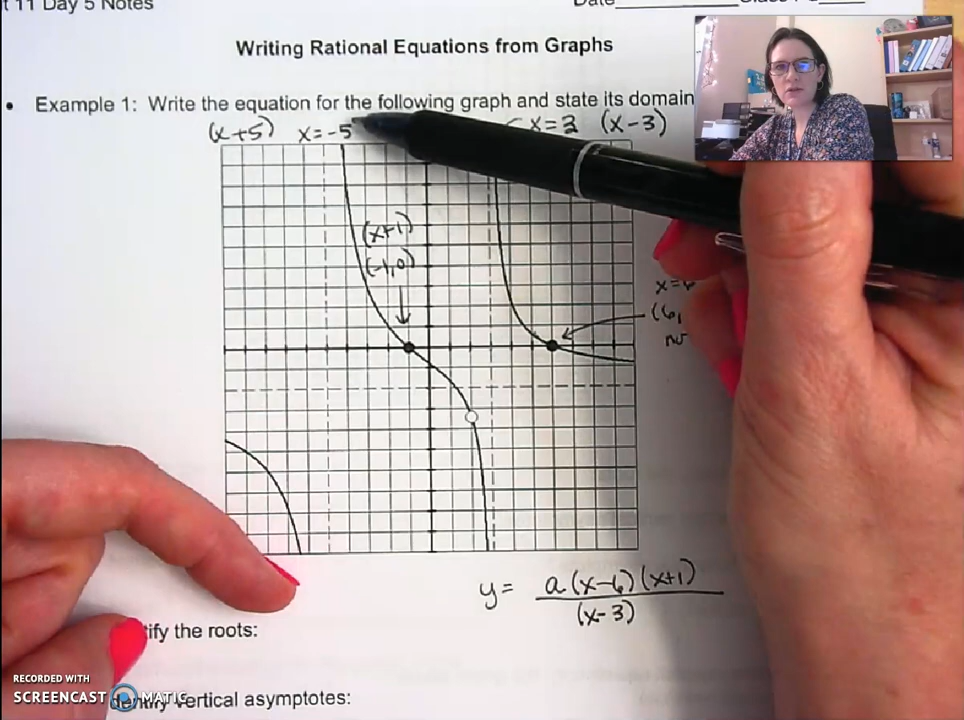 t 11 Day 5 Notes
Date
Writing Rational Equations from Graphs
• Example 1: Write the equation for the following graph and state its domain
(x+5) x=-5 x=3 (x-3)
(x+1)
(-1,0)
(6,
y= a(x-6)(x+1)
(x-3)
tify the roots:
RECORDED WITH
SCREENCAST MATIC
Identify vertical asymptotes: